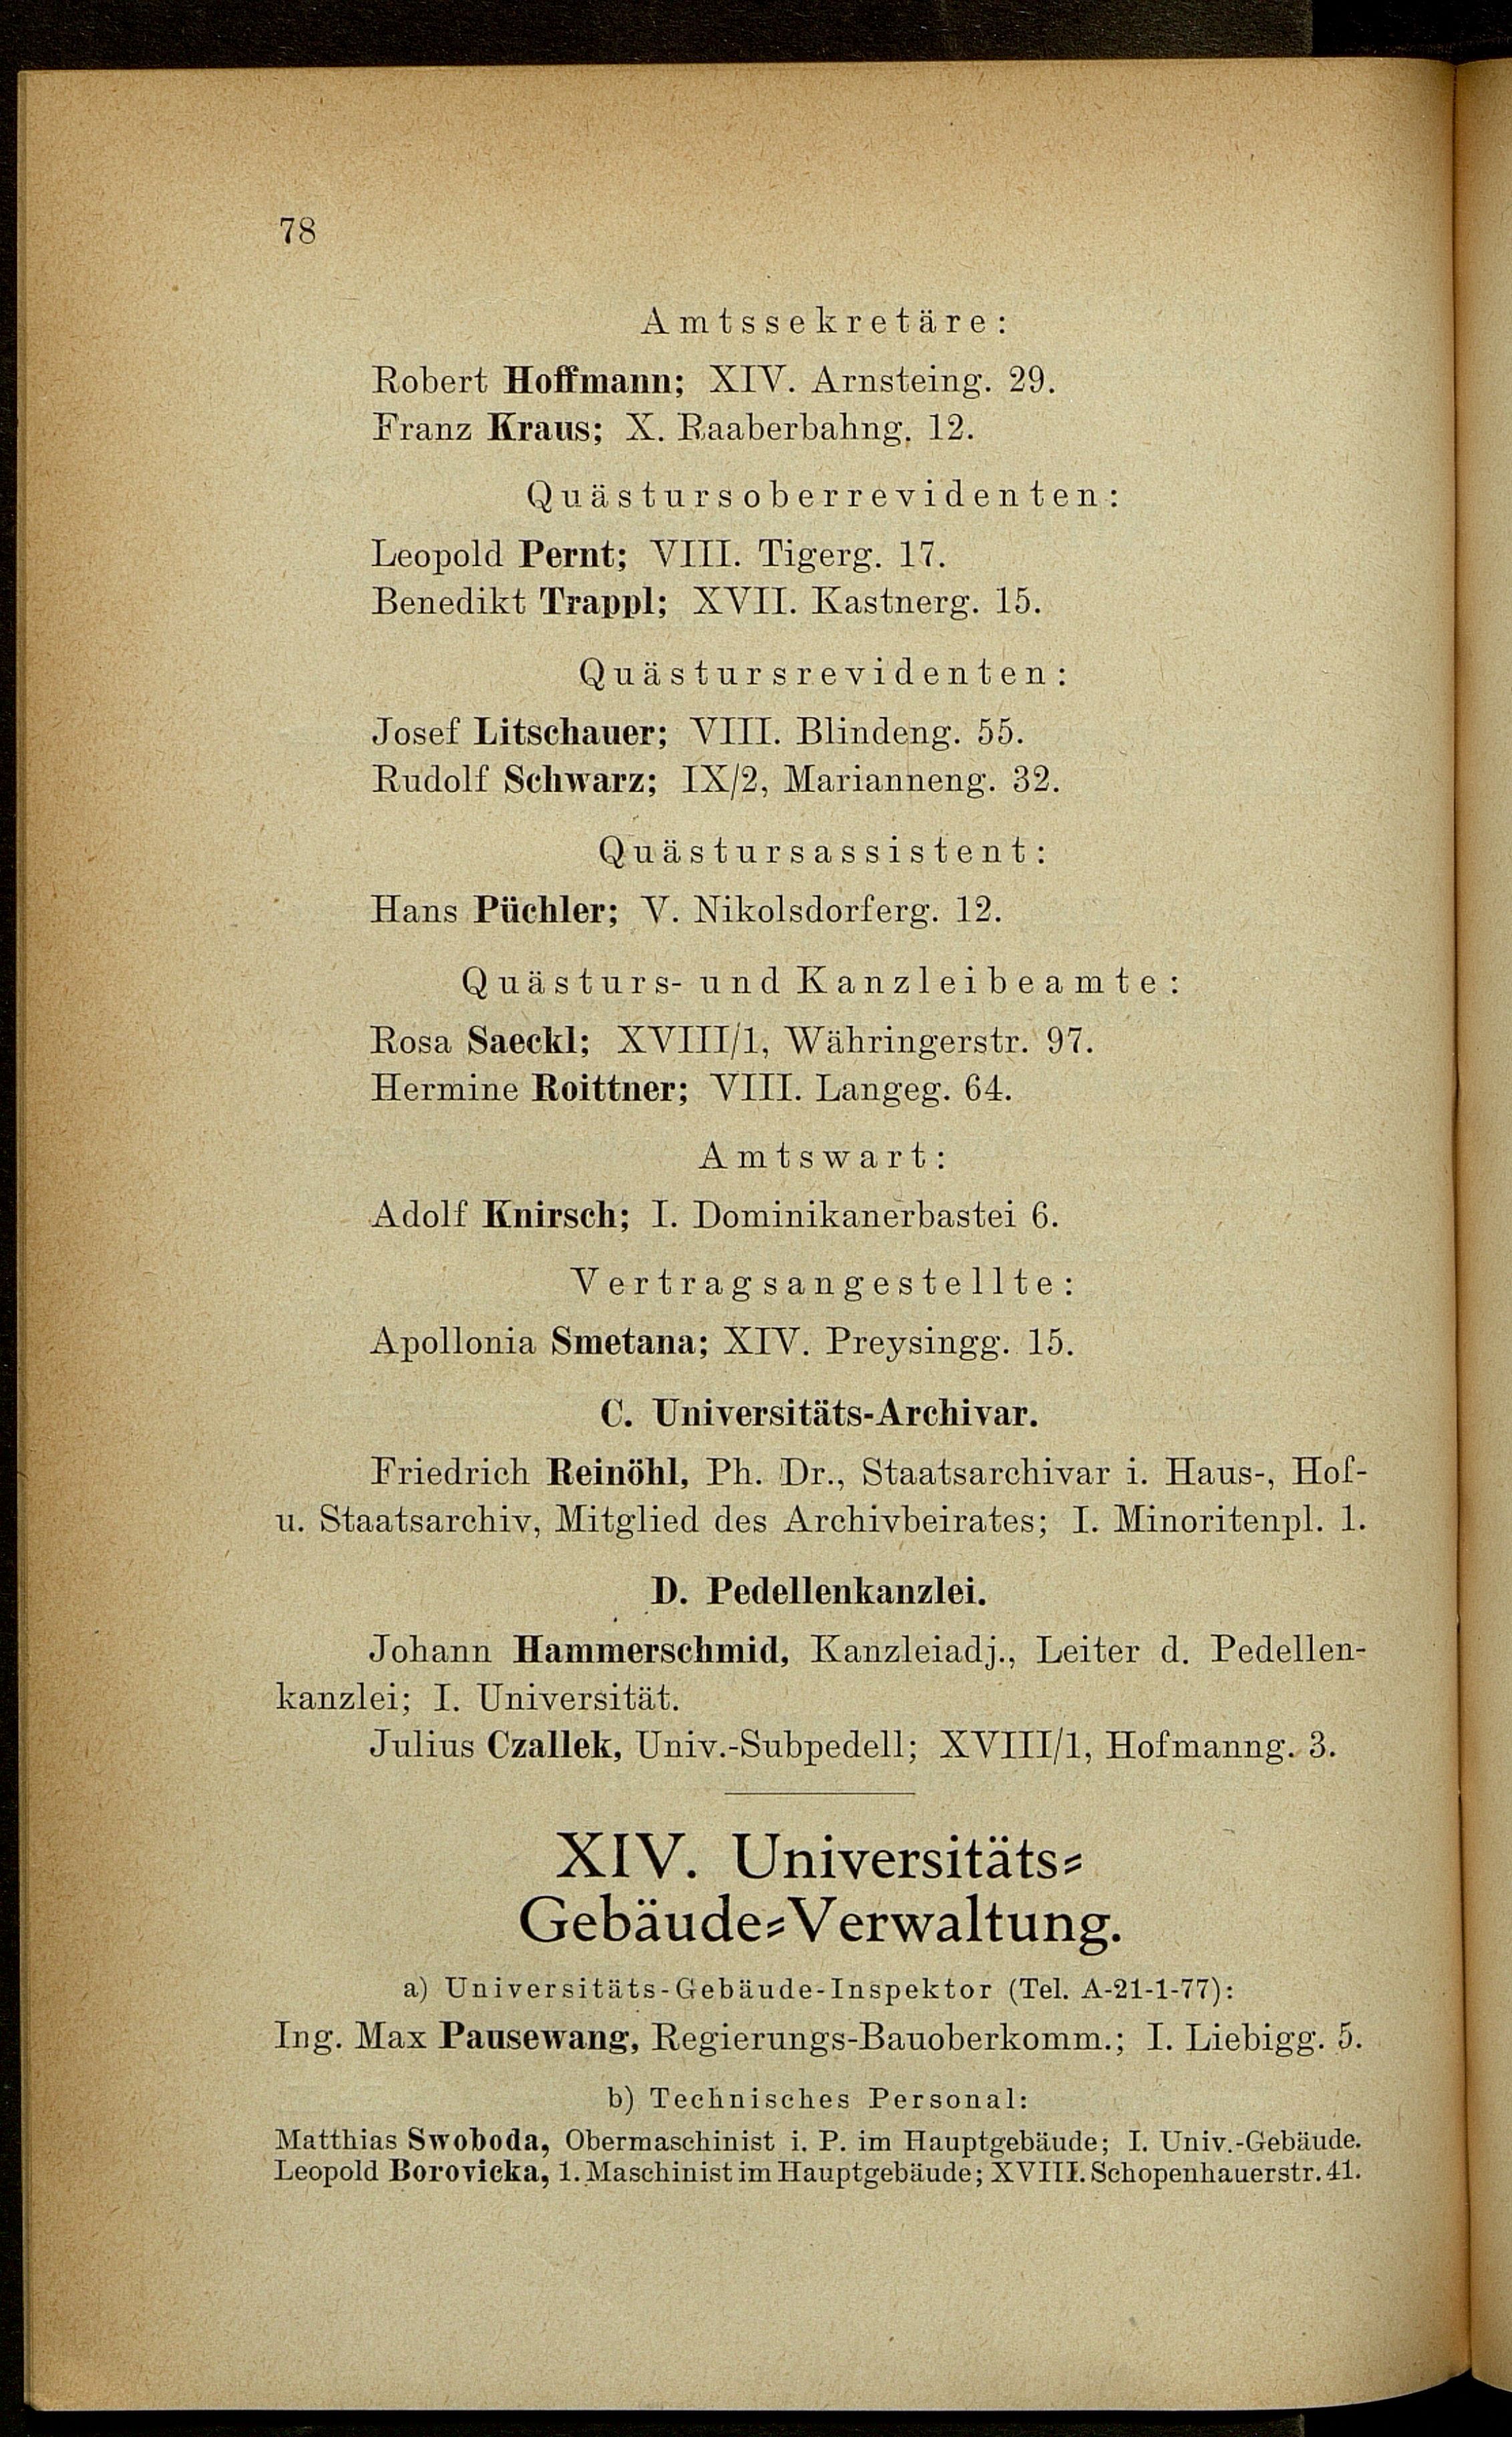 78
Amtssekretäre:
Robert Hoffmann; XIV. Arnsteing. 29.
Franz Kraus; X. Raaberbahng. 12.
Quästursoberrevidenten:
Leopold Pernt; VIII. Tigerg. 17.
Benedikt Trappl; XVII. Kastnerg. 15.
Quästursrevidenten:
Josef Litschauer; VIII. Blindeng. 55.
Rudolf Schwarz; IX/2, Marianneng. 32.
Quästursassistent:
Hans Püchler; V. Nikolsdorferg. 12.
Quästurs- und Kanzleibeamte:
Rosa Saeckl; XVIII/1, Währingerstr. 97.
Hermine Roittner; VIII. Langeg. 64.
Amtswart:
Adolf Knirsch; I. Dominikanerbastei 6.
Vertragsangestellte:
Apollonia Smetana; XIV. Preysingg. 15.
C. Universitäts-Archivar.
Friedrich Reinöhl, Ph. Dr., Staatsarchivar i. Haus-, Hof-
u. Staatsarchiv, Mitglied des Archivbeirates; I. Minoritenpl. 1.
D. Pedellenkanzlei.
Johann Hammerschmid, Kanzleiadj., Leiter d. Pedellen-
kanzlei; I. Universität.
Julius Czallek, Univ.-Subpedell; XVIII/1, Hofmanng. 3.
XIV. Universitäts-
Gebäude-Verwaltung.
a) Universitäts-Gebäude-Inspektor (Tel. A-21-1-77):
Ing. Max Pausewang, Regierungs-Bauoberkomm.; I. Liebigg. 5.
b) Technisches Personal:
Matthias Swoboda, Obermaschinist i. P. im Hauptgebäude; I. Univ.-Gebäude.
Leopold Borovicka, 1. Maschinist im Hauptgebäude; XVIII. Schopenhauerstr. 41.